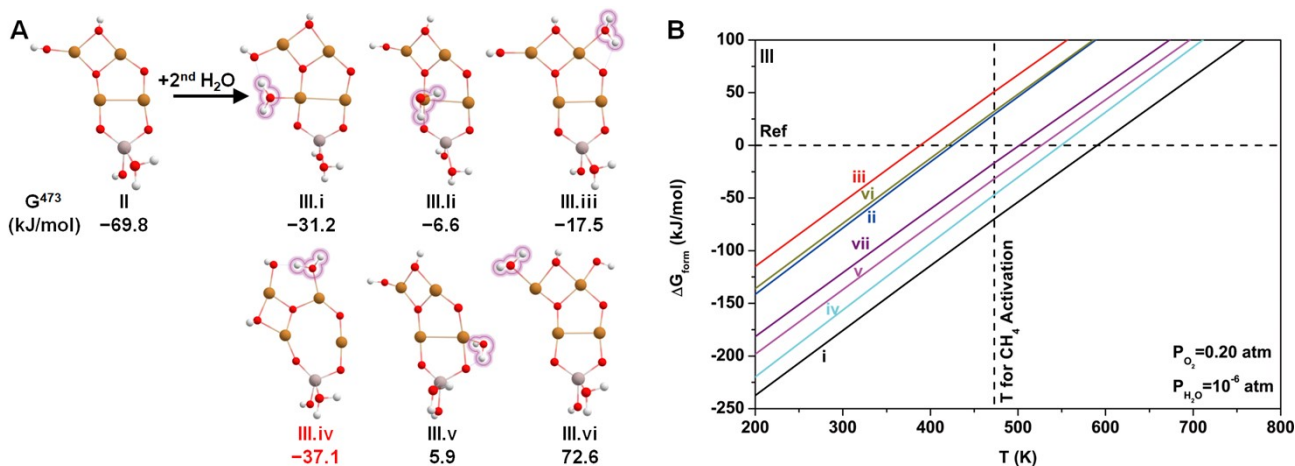 A
+2nd H2O
G473
(kJ/mol)
II
−69.8
III.i
−31.2
III.Ii
−6.6
III.iii
−17.5
III.iv
−37.1
III.v
5.9
III.vi
72.6
B
III
Ref
iii
vi
ii
vii
v
iv
i
T for CH4 Activation
PO2=0.20 atm
PH2O=10-6 atm
ΔGform (kJ/mol)
100
50
0
-50
-100
-150
-200
-250
200
300
400
500
600
700
800
T (K)